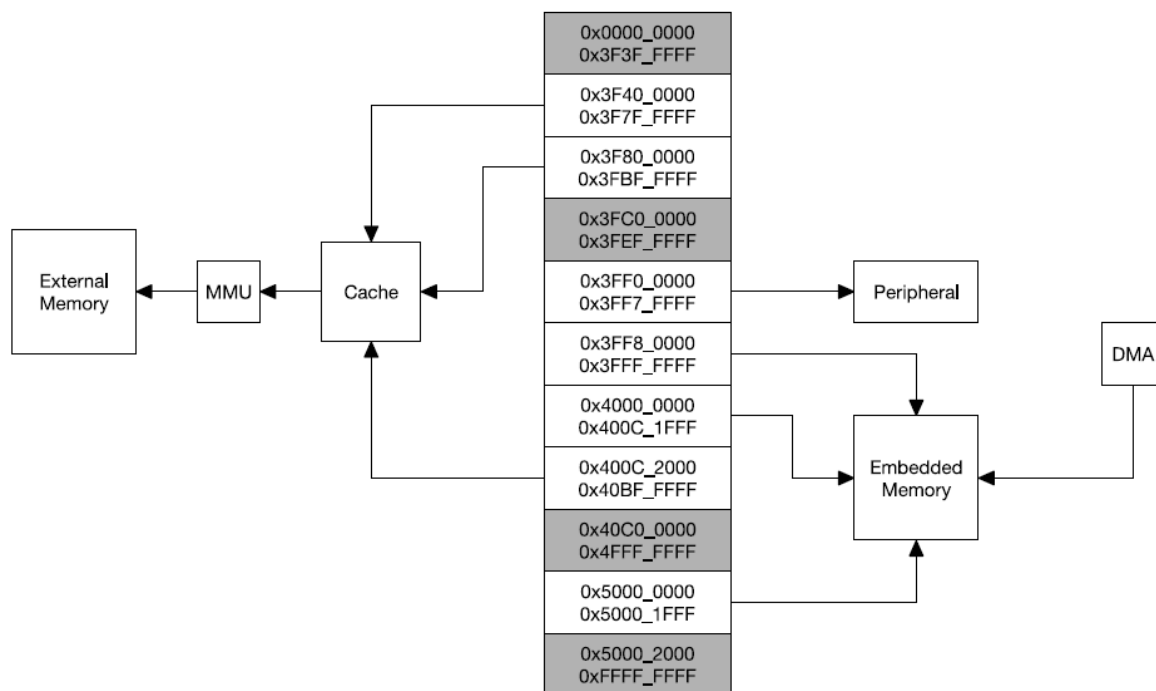 0x0000_0000
0x3F3F_FFFF
0x3F40_0000
0x3F7F_FFFF
0x3F80_0000
0x3FBF_FFFF
0x3FC0_0000
0x3FEF_FFFF
0x3FF0_0000
0x3FF7_FFFF
0x3FF8_0000
0x3FFF_FFFF
0x4000_0000
0x400C_1FFF
0x400C_2000
0x40BF_FFFF
0x40C0_0000
0x4FFF_FFFF
0x5000_0000
0x5000_1FFF
0x5000_2000
0xFFFF_FFFF
External
Memory
MMU
Cache
Peripheral
DMA
Embedded
Memory